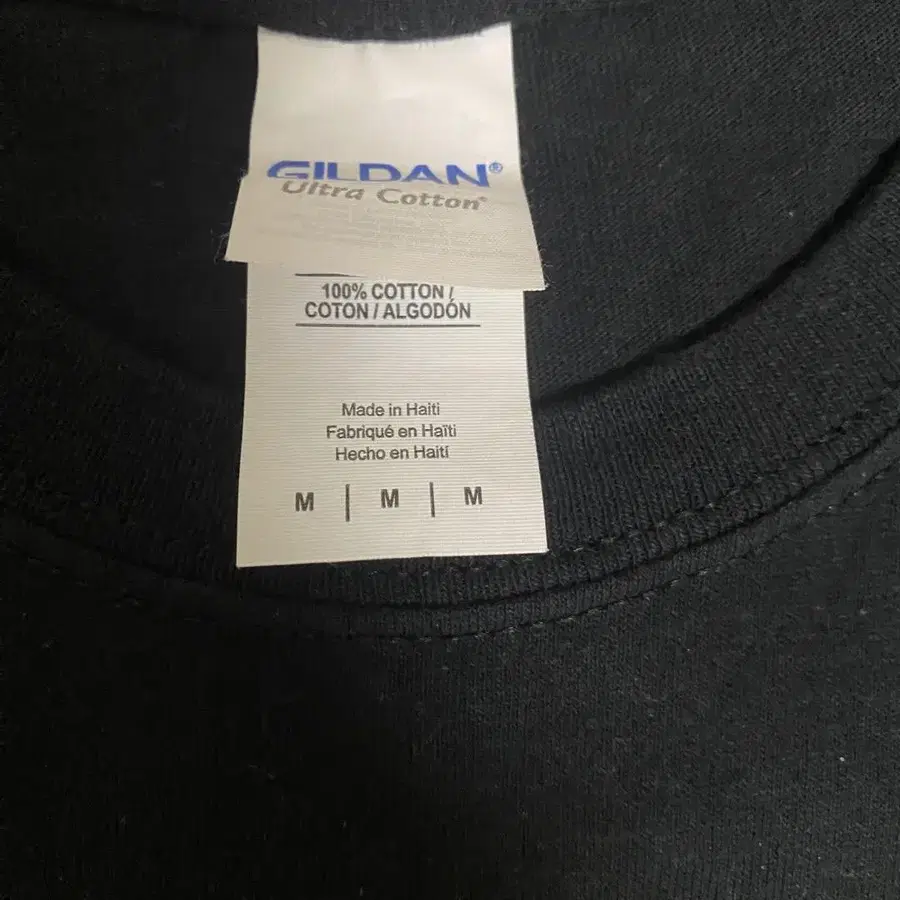 GILDAN®
Ultra Cotton®
100% COTTON /
COTON / ALGODÓN
Made in Haiti
Fabriqué en Haïti
Hecho en Haití
M | M | M